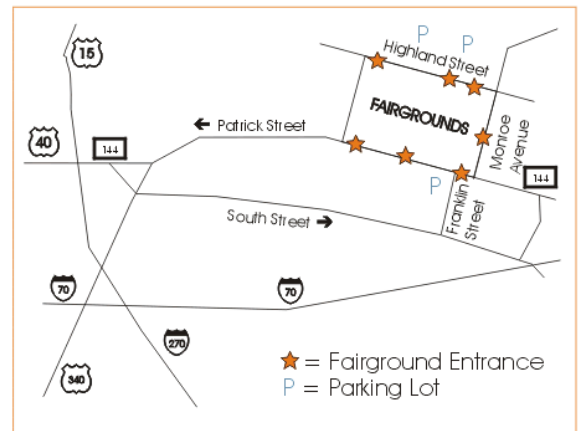 15
P
P
Highland Street
FAIRGROUNDS
← Patrick Street
40
144
Monroe
Avenue
144
P
Franklin
Street
South Street →
70
70
270
340
★ = Fairground Entrance
P = Parking Lot